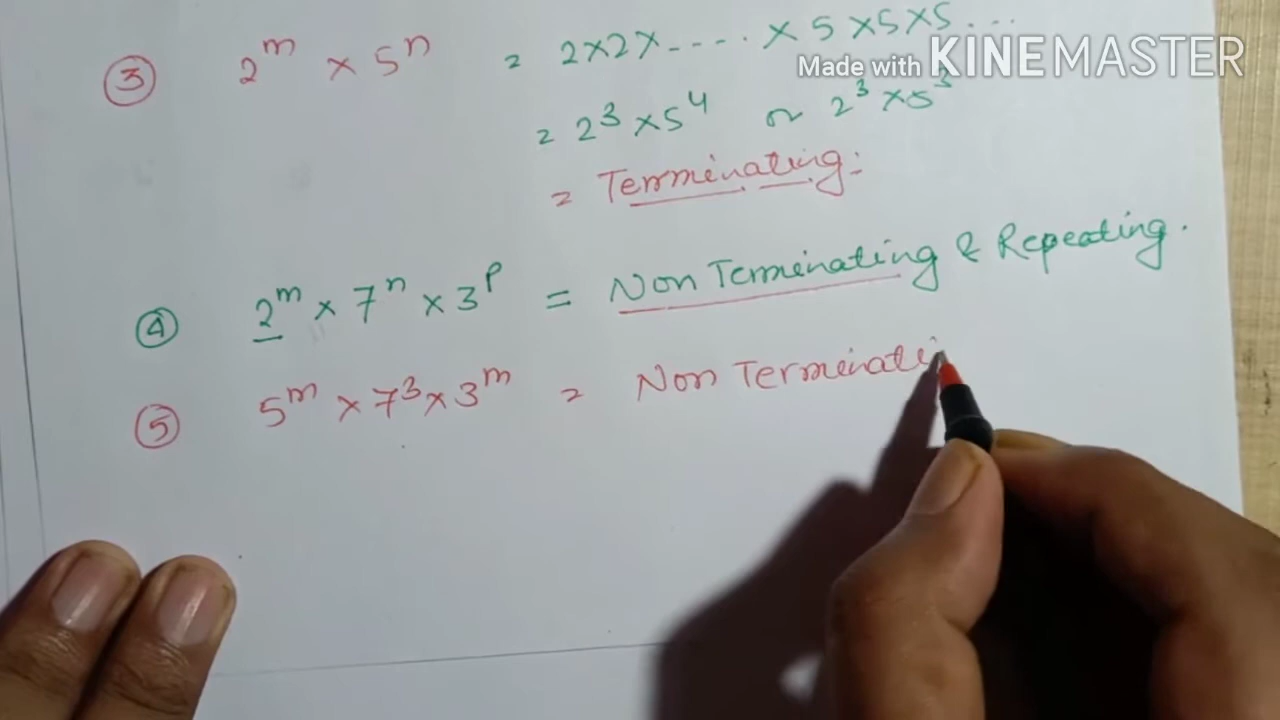 ③ 2^m × 5^n = 2×2×----. × 5×5×5...
Made with KINEMASTER
= 2^3 ×5^4 or 2^3 ×5^3
= Terminating:
④ 2^m × 7^n × 3^p = Non Terminating & Repeating.
⑤ 5^m × 7^3 × 3^m = Non Terminati